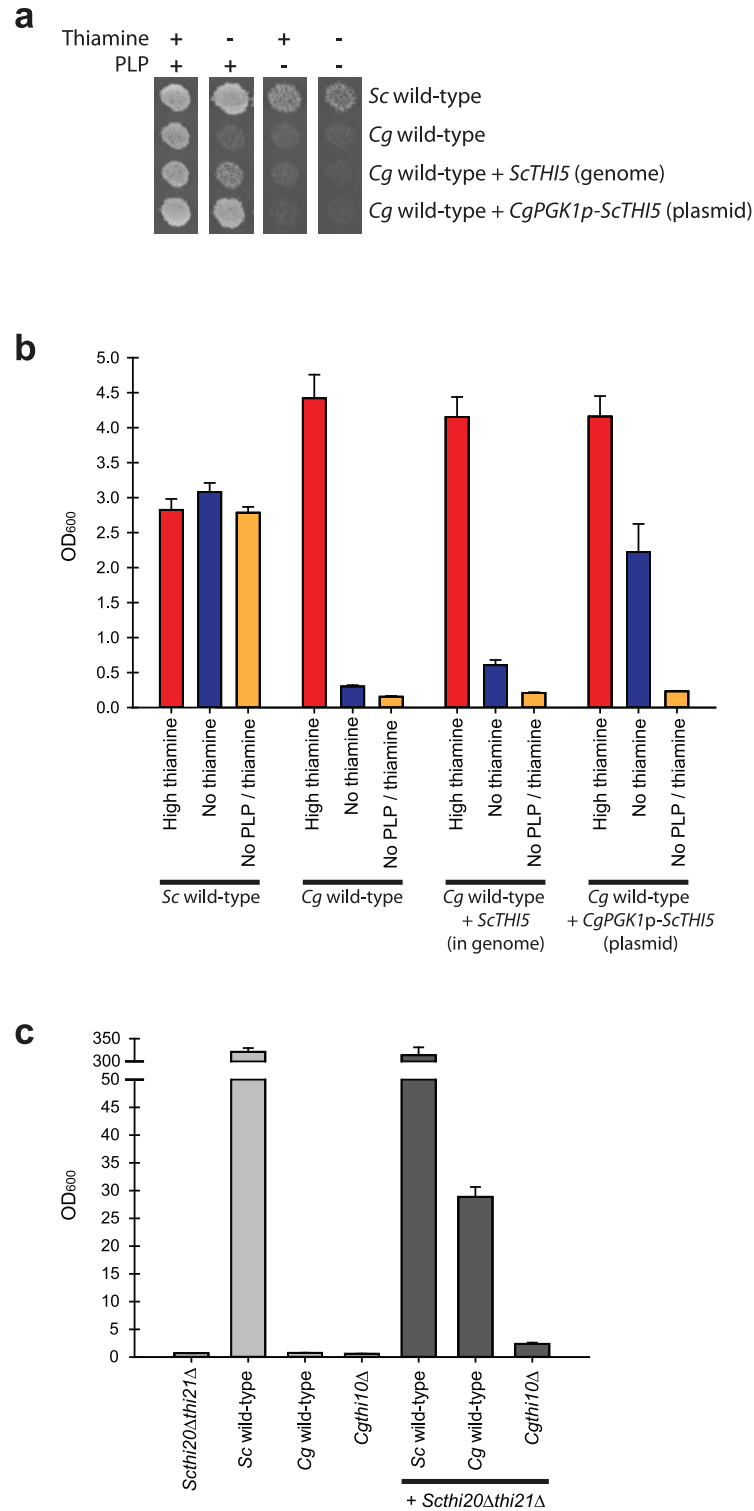 a
Thiamine + - + -
PLP + + - -
Sc wild-type
Cg wild-type
Cg wild-type + ScTHI5 (genome)
Cg wild-type + CgPGK1p-ScTHI5 (plasmid)
b
5.0
4.5
4.0
3.5
3.0
2.5
2.0
1.5
1.0
0.5
0.0
OD600
High thiamine
No thiamine
No PLP / thiamine
High thiamine
No thiamine
No PLP / thiamine
High thiamine
No thiamine
No PLP / thiamine
High thiamine
No thiamine
No PLP / thiamine
Sc wild-type
Cg wild-type
Cg wild-type
+ ScTHI5
(in genome)
Cg wild-type
+ CgPGK1p-ScTHI5
(plasmid)
c
350
300
50
45
40
35
30
25
20
15
10
5
0
OD600
Scthi20Δthi21Δ
Sc wild-type
Cg wild-type
Cgthi10Δ
Sc wild-type
Cg wild-type
Cgthi10Δ
+ Scthi20Δthi21Δ